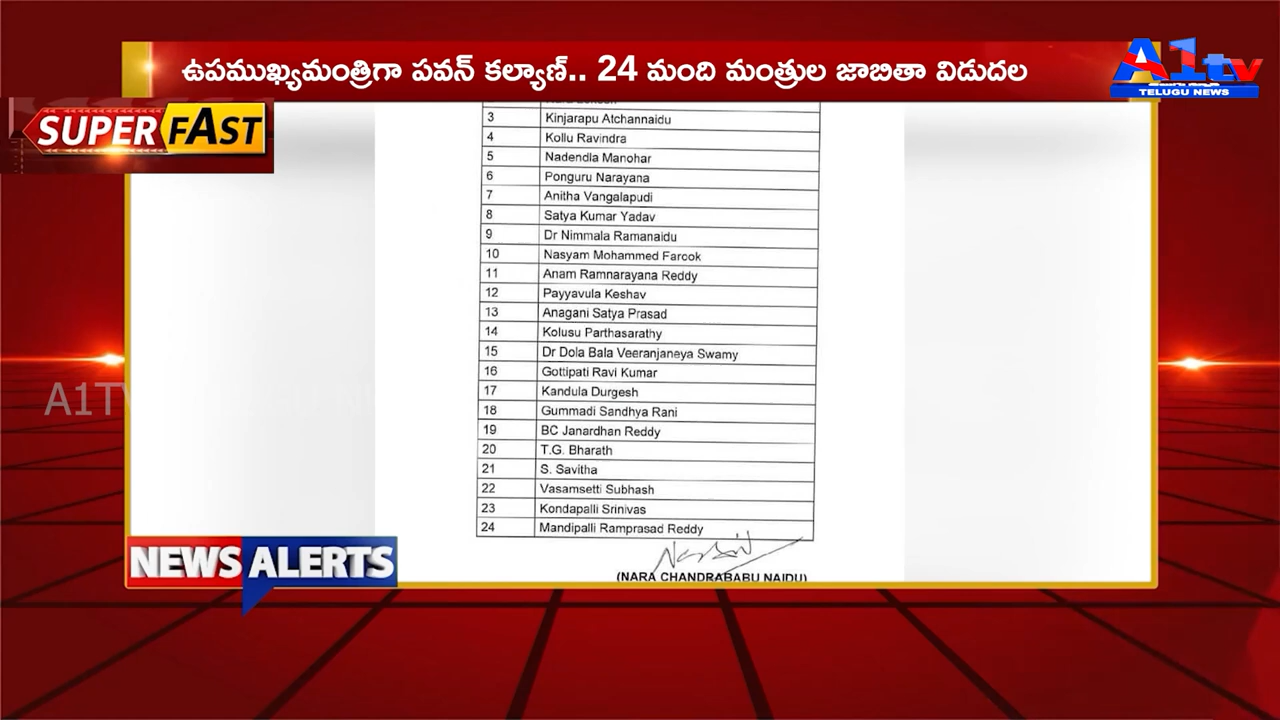 ఉపముఖ్యమంత్రిగా పవన్ కల్యాణ్.. 24 మంది మంత్రుల జాబితా విడుదల
A1tv
TELUGU NEWS
SUPER FAST
3 Kinjarapu Atchannaidu
4 Kollu Ravindra
5 Nadendla Manohar
6 Ponguru Narayana
7 Anitha Vangalapudi
8 Satya Kumar Yadav
9 Dr Nimmala Ramanaidu
10 Nasyam Mohammed Farook
11 Anam Ramnarayana Reddy
12 Payyavula Keshav
13 Anagani Satya Prasad
14 Kolusu Parthasarathy
15 Dr Dola Bala Veeranjaneya Swamy
16 Gottipati Ravi Kumar
17 Kandula Durgesh
18 Gummadi Sandhya Rani
19 BC Janardhan Reddy
20 T.G. Bharath
21 S. Savitha
22 Vasamsetti Subhash
23 Kondapalli Srinivas
24 Mandipalli Ramprasad Reddy
(NARA CHANDRABABU NAIDU)
A1TV
NEWS ALERTS